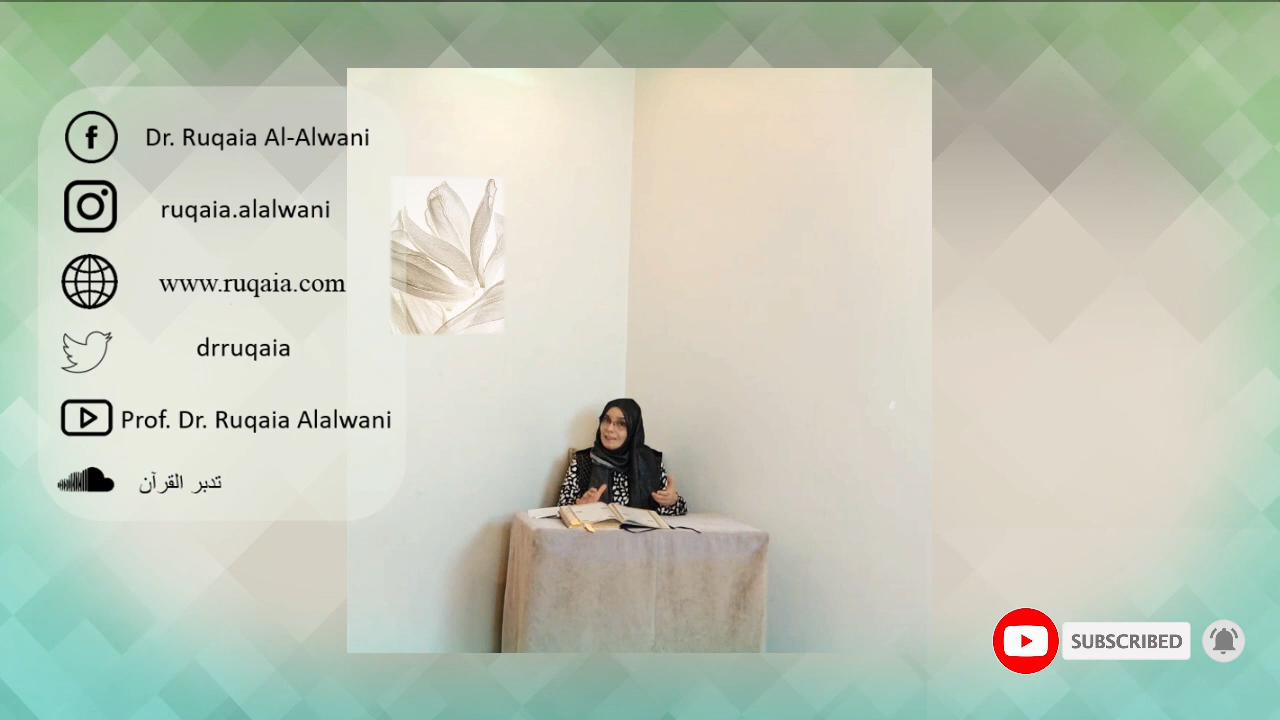 Dr. Ruqaia Al-Alwani
ruqaia.alalwani
www.ruqaia.com
drruqaia
Prof. Dr. Ruqaia Alalwani
تدبر القرآن
SUBSCRIBED